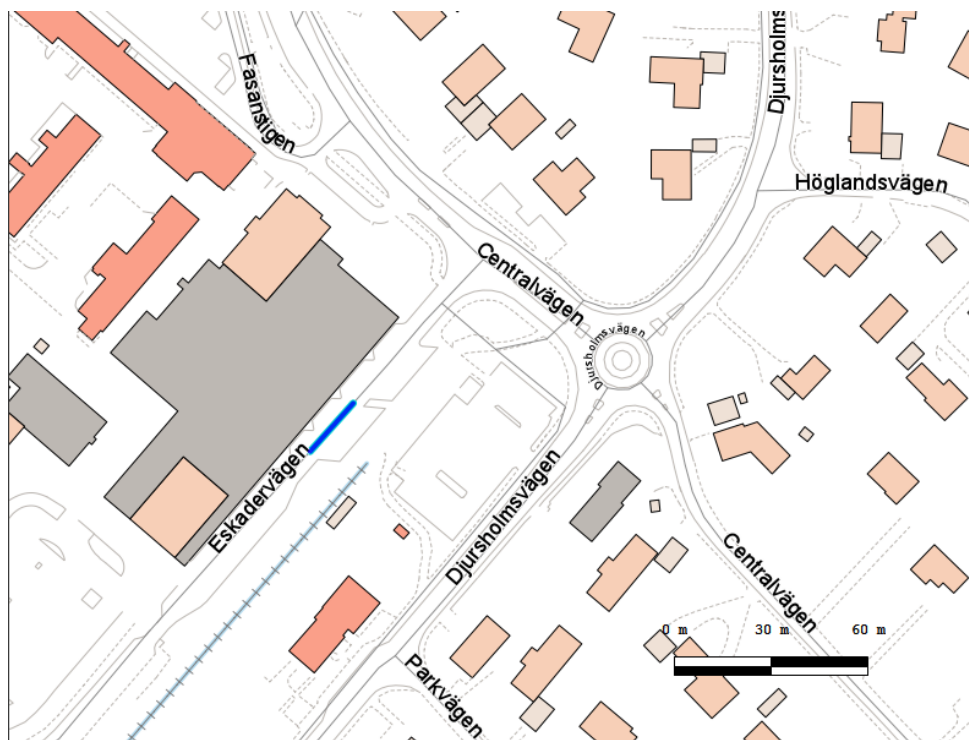 Djursholms
Fasanstigen
Höglandsvägen
Centralvägen
Djursholmsvägen
Eskadervägen
Djursholmsvägen
Centralvägen
0 m 30 m 60 m
Parkvägen